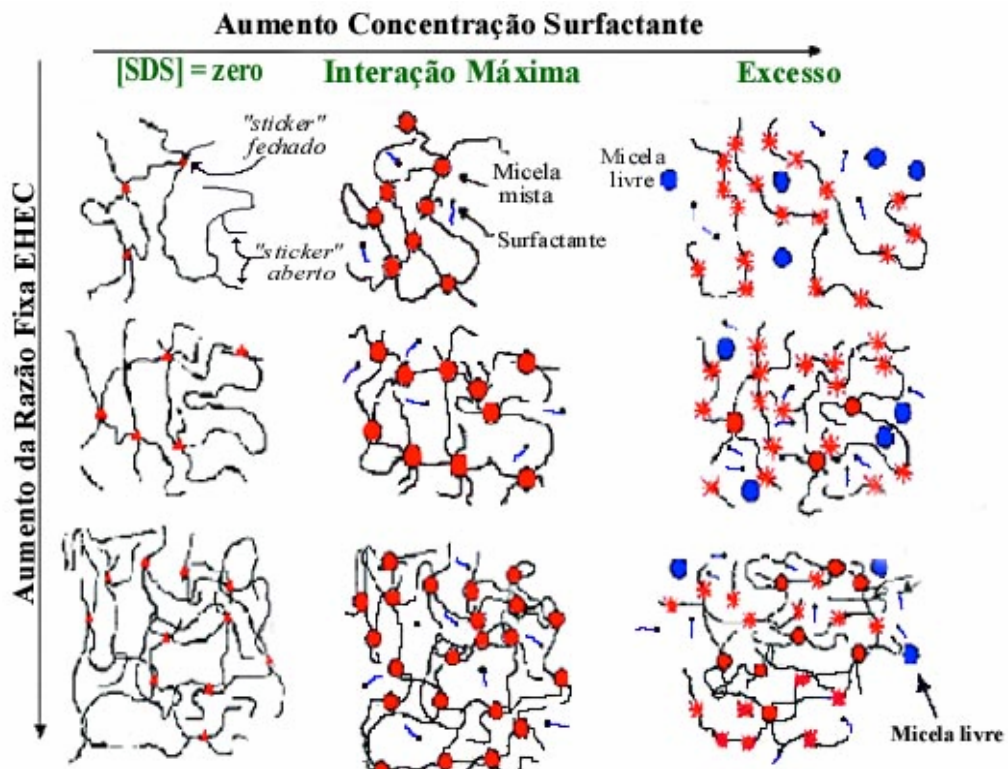 Aumento Concentração Surfactante
[SDS] = zero
Interação Máxima
Excesso
Aumento da Razão Fixa EHEC
"sticker"
fechado
"sticker"
aberto
Micela
mista
Surfactante
Micela
livre
Micela livre